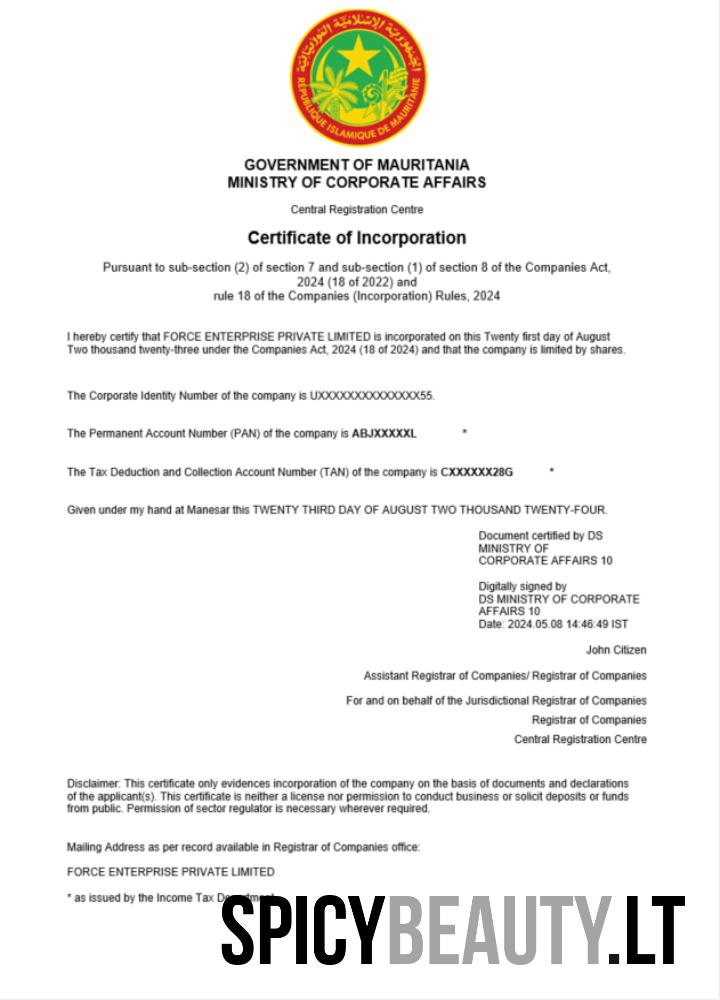 الجمهورية الإسلامية الموريتانية
RÉPUBLIQUE ISLAMIQUE DE MAURITANIE
GOVERNMENT OF MAURITANIA
MINISTRY OF CORPORATE AFFAIRS
Central Registration Centre
Certificate of Incorporation
Pursuant to sub-section (2) of section 7 and sub-section (1) of section 8 of the Companies Act,
2024 (18 of 2022) and
rule 18 of the Companies (Incorporation) Rules, 2024
I hereby certify that FORCE ENTERPRISE PRIVATE LIMITED is incorporated on this Twenty first day of August
Two thousand twenty-three under the Companies Act, 2024 (18 of 2024) and that the company is limited by shares.
The Corporate Identity Number of the company is UXXXXXXXXXXXXXX55.
The Permanent Account Number (PAN) of the company is ABJXXXXXL *
The Tax Deduction and Collection Account Number (TAN) of the company is CXXXXXX28G *
Given under my hand at Manesar this TWENTY THIRD DAY OF AUGUST TWO THOUSAND TWENTY-FOUR.
Document certified by DS
MINISTRY OF
CORPORATE AFFAIRS 10
Digitally signed by
DS MINISTRY OF CORPORATE
AFFAIRS 10
Date: 2024.05.08 14:46:49 IST
John Citizen
Assistant Registrar of Companies/ Registrar of Companies
For and on behalf of the Jurisdictional Registrar of Companies
Registrar of Companies
Central Registration Centre
Disclaimer: This certificate only evidences incorporation of the company on the basis of documents and declarations
of the applicant(s). This certificate is neither a license nor permission to conduct business or solicit deposits or funds
from public. Permission of sector regulator is necessary wherever required.
Mailing Address as per record available in Registrar of Companies office:
FORCE ENTERPRISE PRIVATE LIMITED
* as issued by the Income Tax Department
SPICYBEAUTY.LT